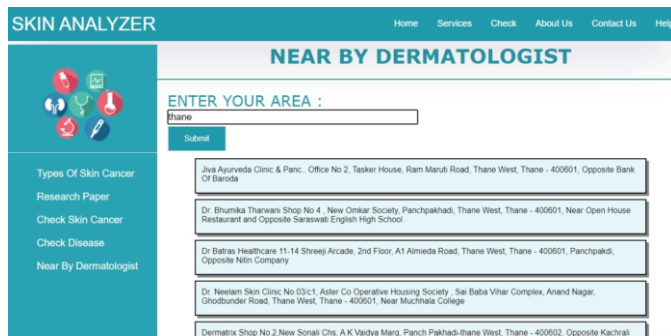 SKIN ANALYZER
Home Services Check About Us Contact Us Help
NEAR BY DERMATOLOGIST
ENTER YOUR AREA :
thane
Submit
Types Of Skin Cancer
Research Paper
Check Skin Cancer
Check Disease
Near By Dermatologist
Jiva Ayurveda Clinic & Panc.. Office No 2, Tasker House, Ram Maruti Road, Thane West, Thane - 400601, Opposite Bank
Of Baroda
Dr. Bhumika Tharwani Shop No 4 , New Omkar Society, Panchpakhadi, Thane West, Thane - 400601, Near Open House
Restaurant and Opposite Saraswati English High School
Dr Batras Healthcare 11-14 Shreeji Arcade, 2nd Floor, A1 Almieda Road, Thane West, Thane - 400601, Panchpakdi,
Opposite Nitin Company
Dr. Neelam Skin Clinic No.03/c1, Aster Co Operative Housing Society , Sai Baba Vihar Complex, Anand Nagar,
Ghodbunder Road, Thane West, Thane - 400601, Near Muchhala College
Dermatrix Shop No.2,New Sonali Chs, A K Vaidya Marg, Panch Pakhadi-thane West, Thane - 400602, Opposite Kachrali